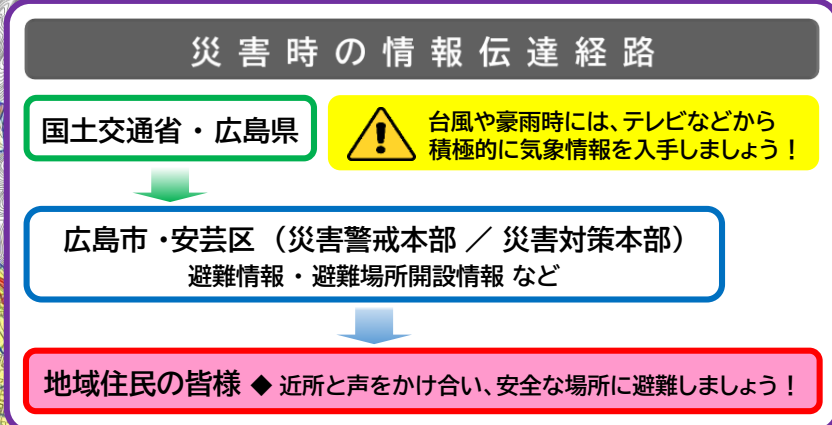 災害時の情報伝達経路
国土交通省・広島県
台風や豪雨時には、テレビなどから
積極的に気象情報を入手しましょう！
広島市・安芸区（災害警戒本部／災害対策本部）
避難情報・避難場所開設情報 など
地域住民の皆様 ◆ 近所と声をかけ合い、安全な場所に避難しましょう！